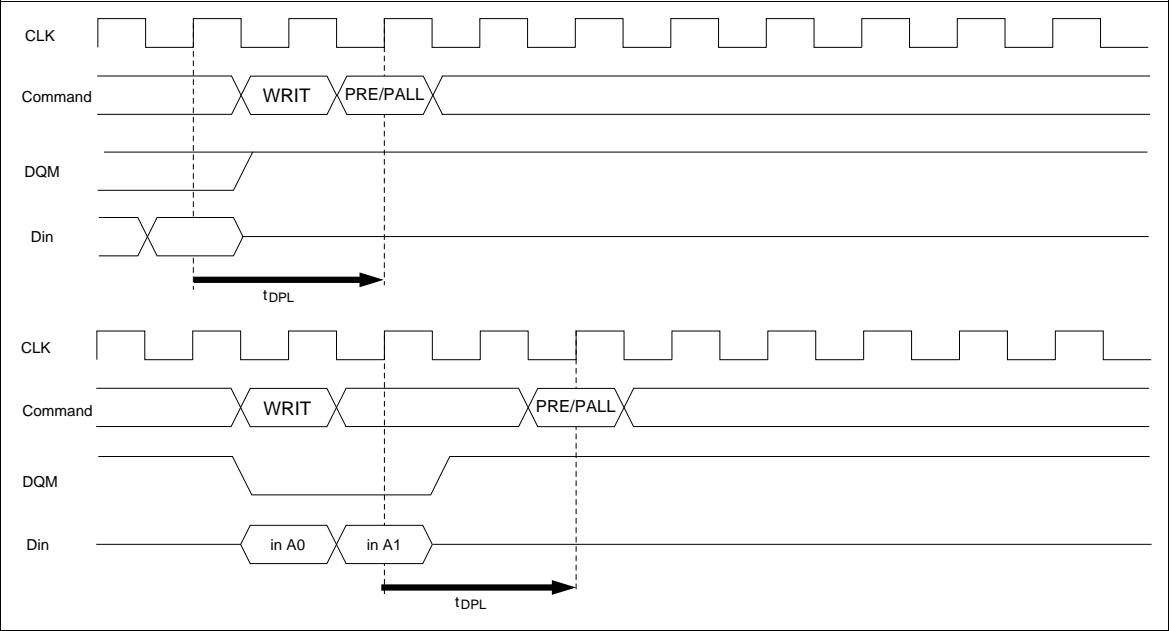 CLK
Command WRIT PRE/PALL
DQM
Din
tDPL
CLK
Command WRIT PRE/PALL
DQM
Din in A0 in A1
tDPL